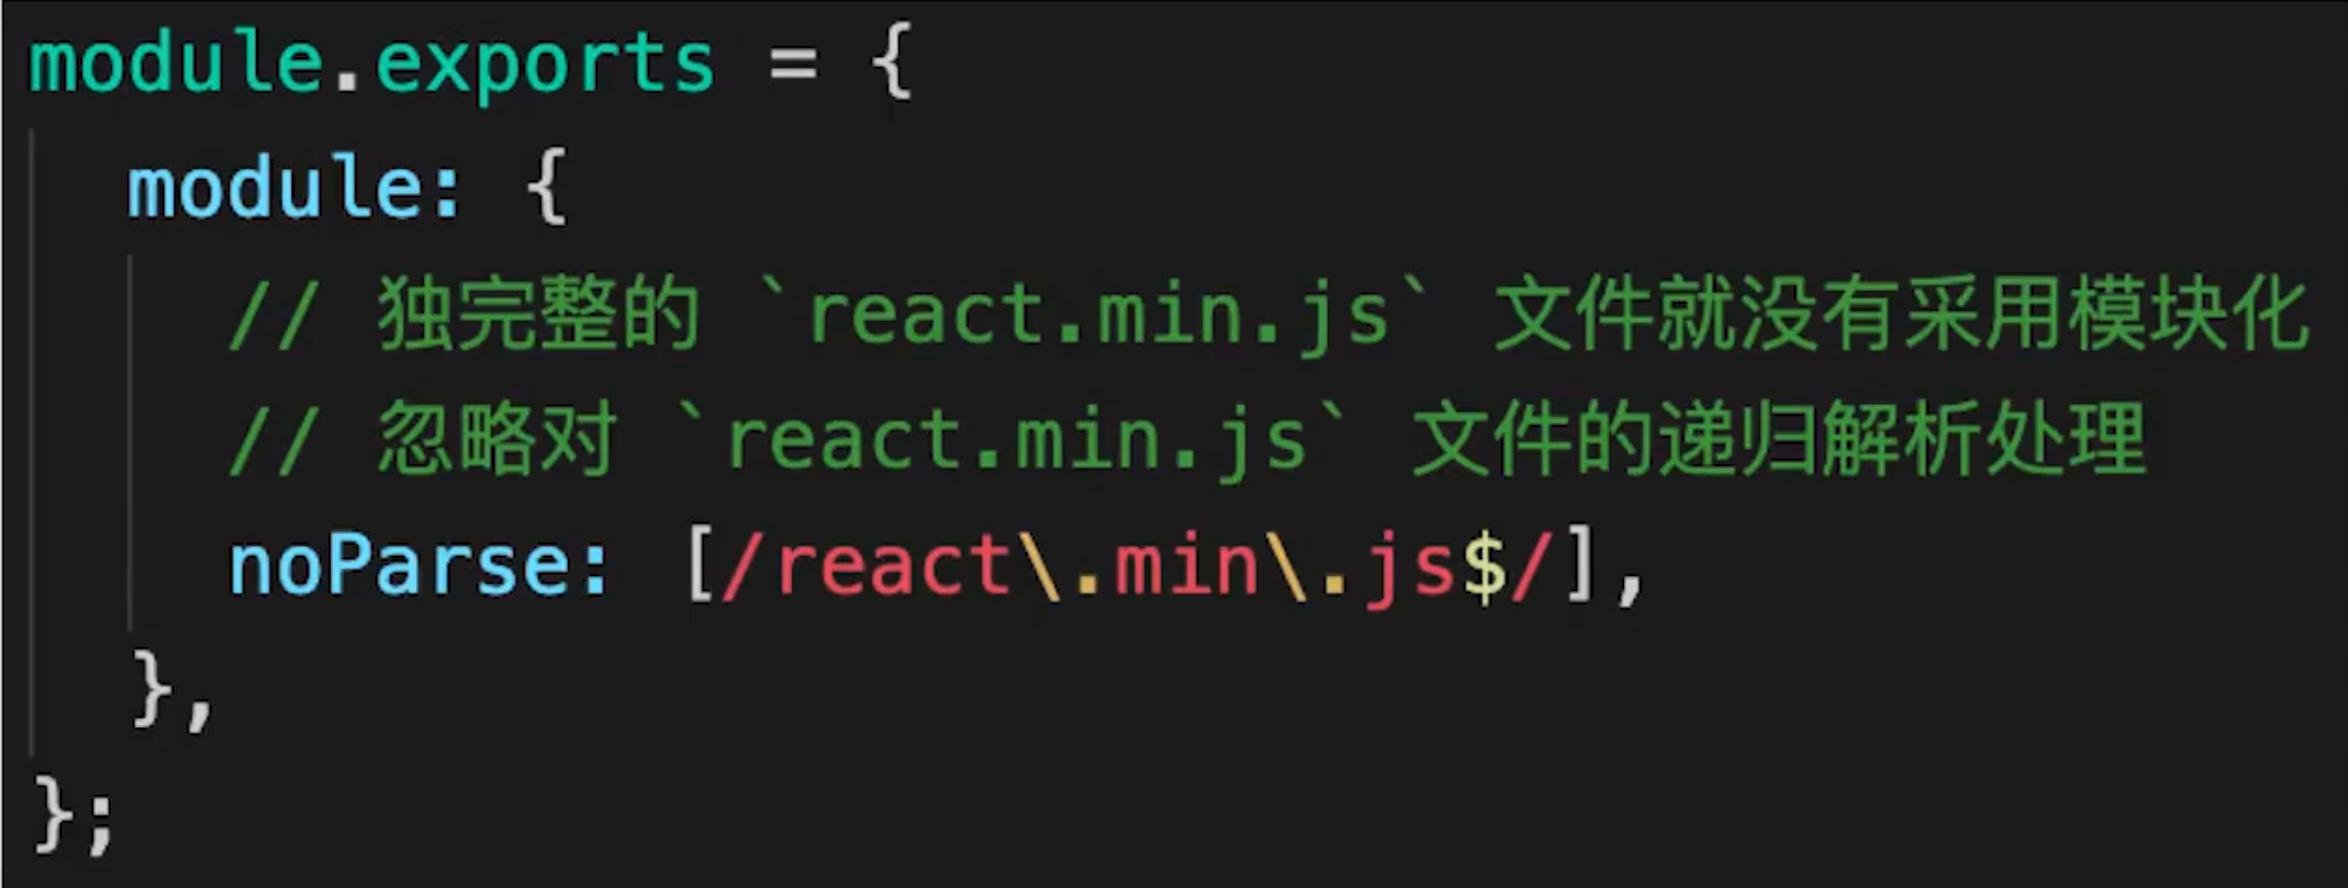 module.exports = {
  module: {
    // 独完整的 `react.min.js` 文件就没有采用模块化
    // 忽略对 `react.min.js` 文件的递归解析处理
    noParse: [/react\.min\.js$/],
  },
};